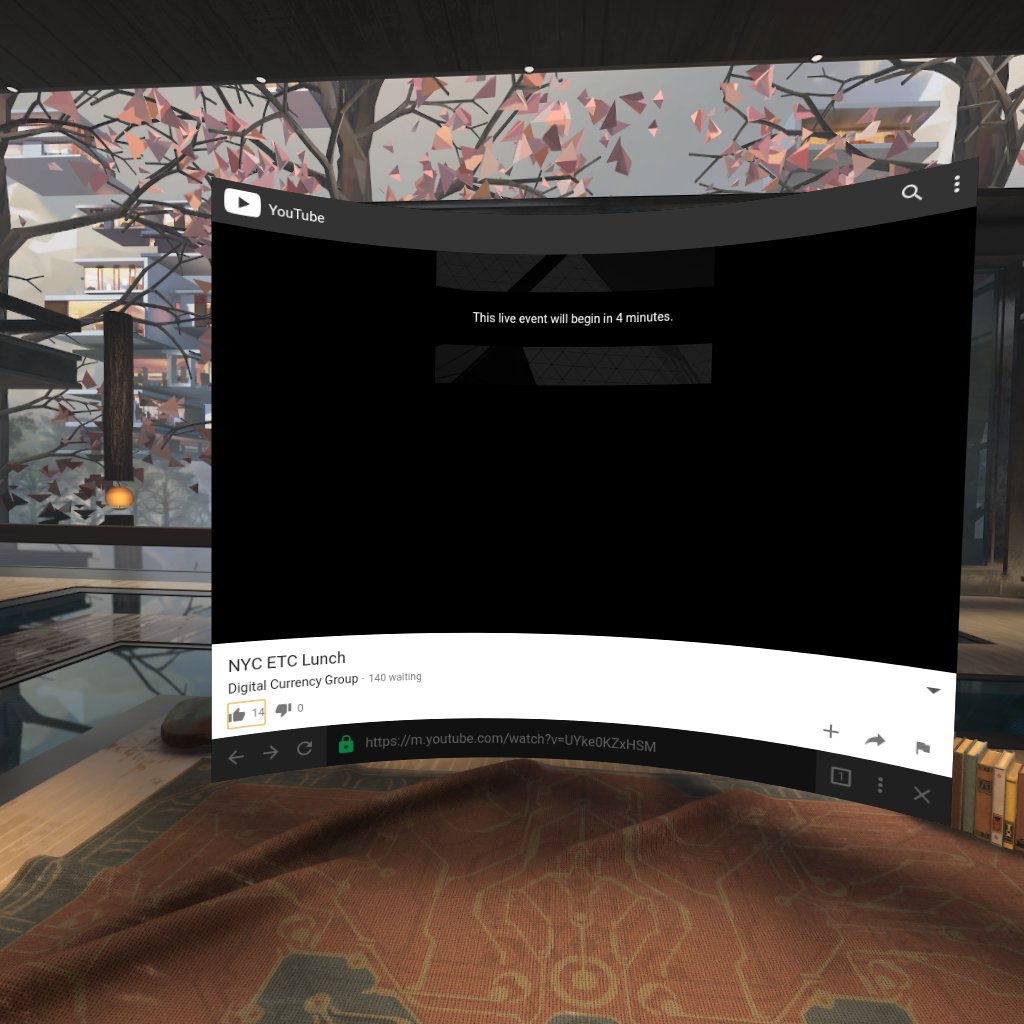 YouTube
This live event will begin in 4 minutes.
NYC ETC Lunch
Digital Currency Group · 140 waiting
14 0
https://m.youtube.com/watch?v=UYke0KZxHSM
1